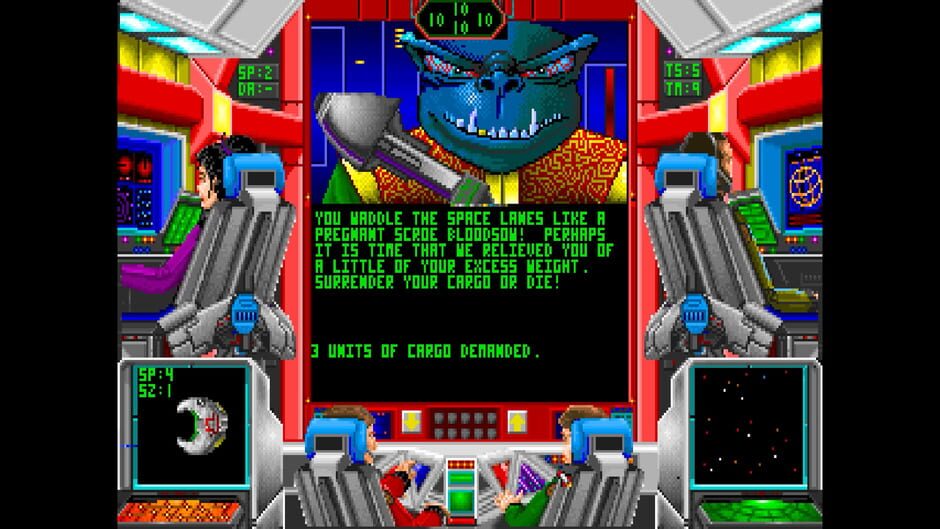 10
10 10
10
SP:2
DA:-
TS:5
TM:9
YOU WADDLE THE SPACE LANES LIKE A
PREGNANT SCROE BLOODSOW!  PERHAPS
IT IS TIME THAT WE RELIEVED YOU OF
A LITTLE OF YOUR EXCESS WEIGHT.
SURRENDER YOUR CARGO OR DIE!
3 UNITS OF CARGO DEMANDED.
SP:4
SZ:1